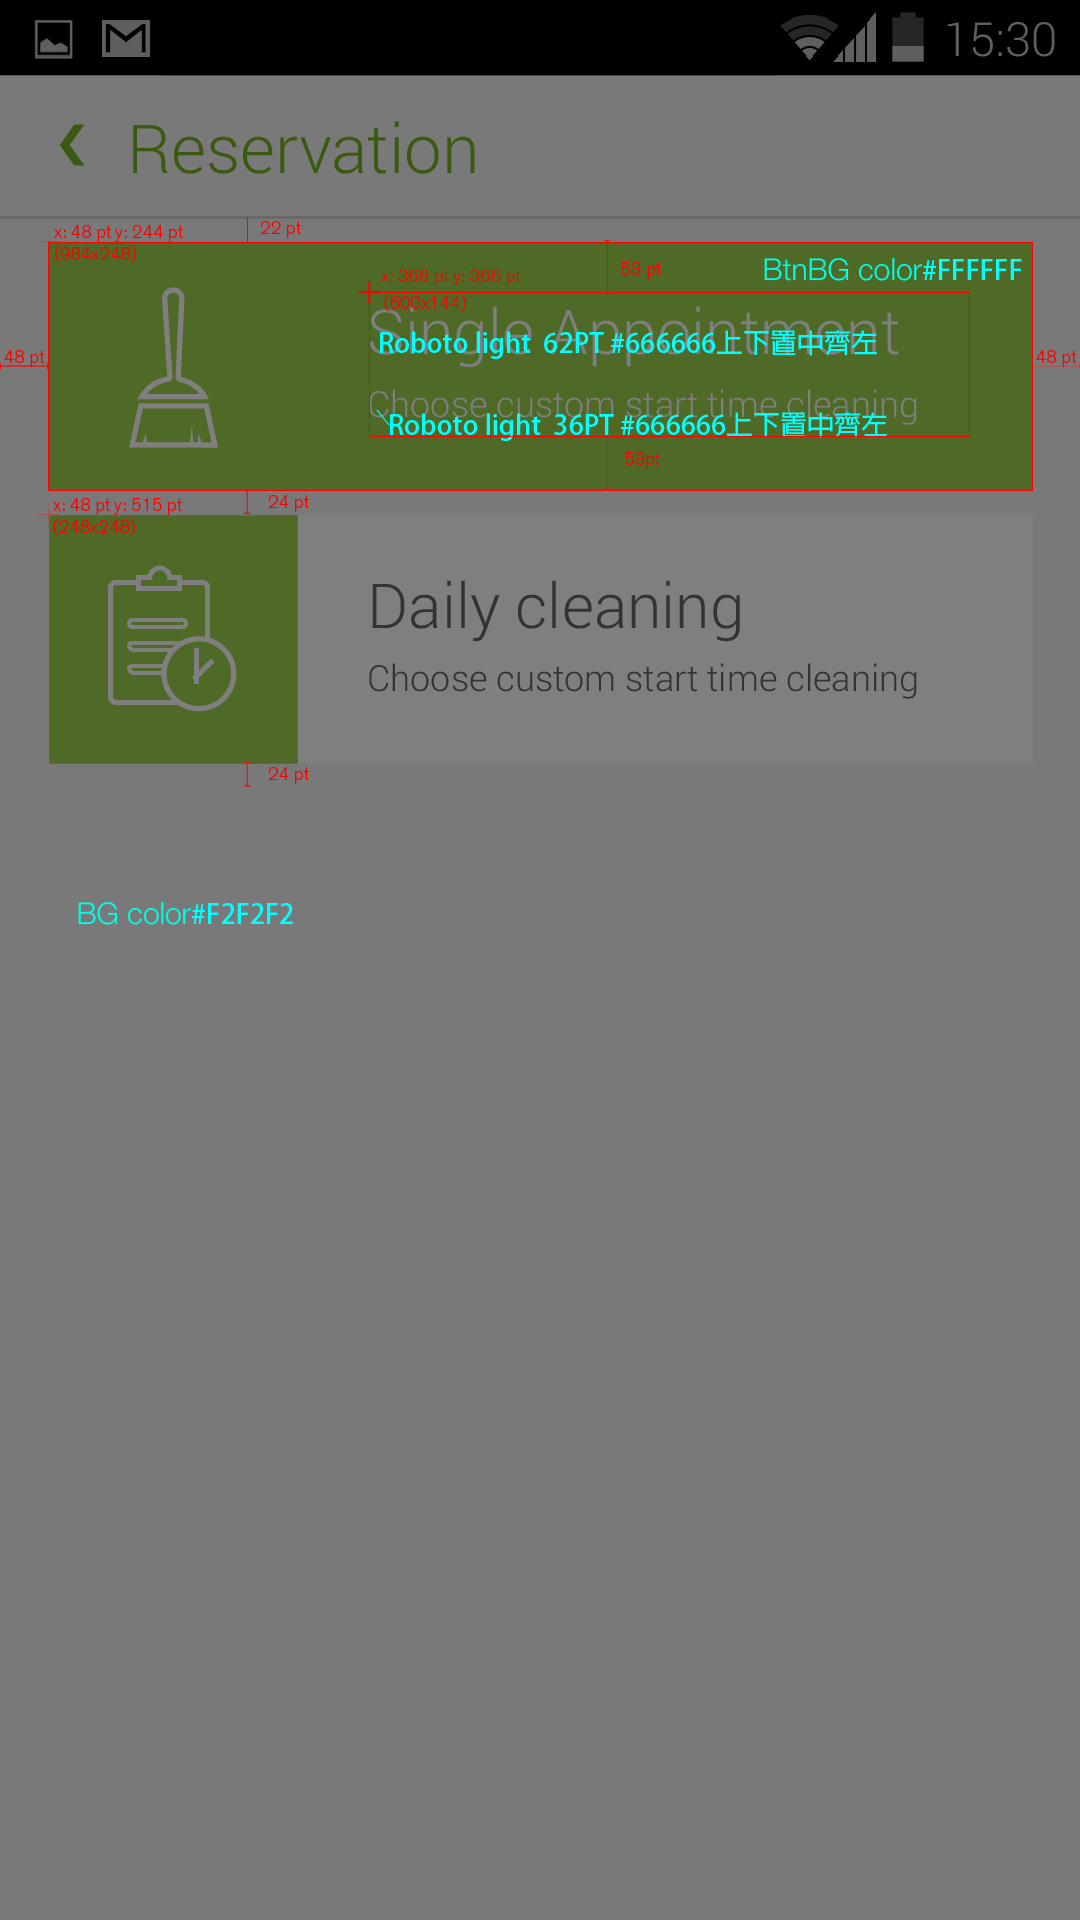 15:30
Reservation
22 pt
x: 48 pt y: 244 pt
(984x248)
53 pt
BtnBG color#FFFFFF
x: 368 pt y: 366 pt
(600x144)
Single Appointment
Roboto light 62PT #666666上下置中齊左
48 pt
48 pt
Choose custom start time cleaning
Roboto light 36PT #666666上下置中齊左
53pt
24 pt
x: 48 pt y: 515 pt
(248x248)
Daily cleaning
Choose custom start time cleaning
24 pt
BG color#F2F2F2